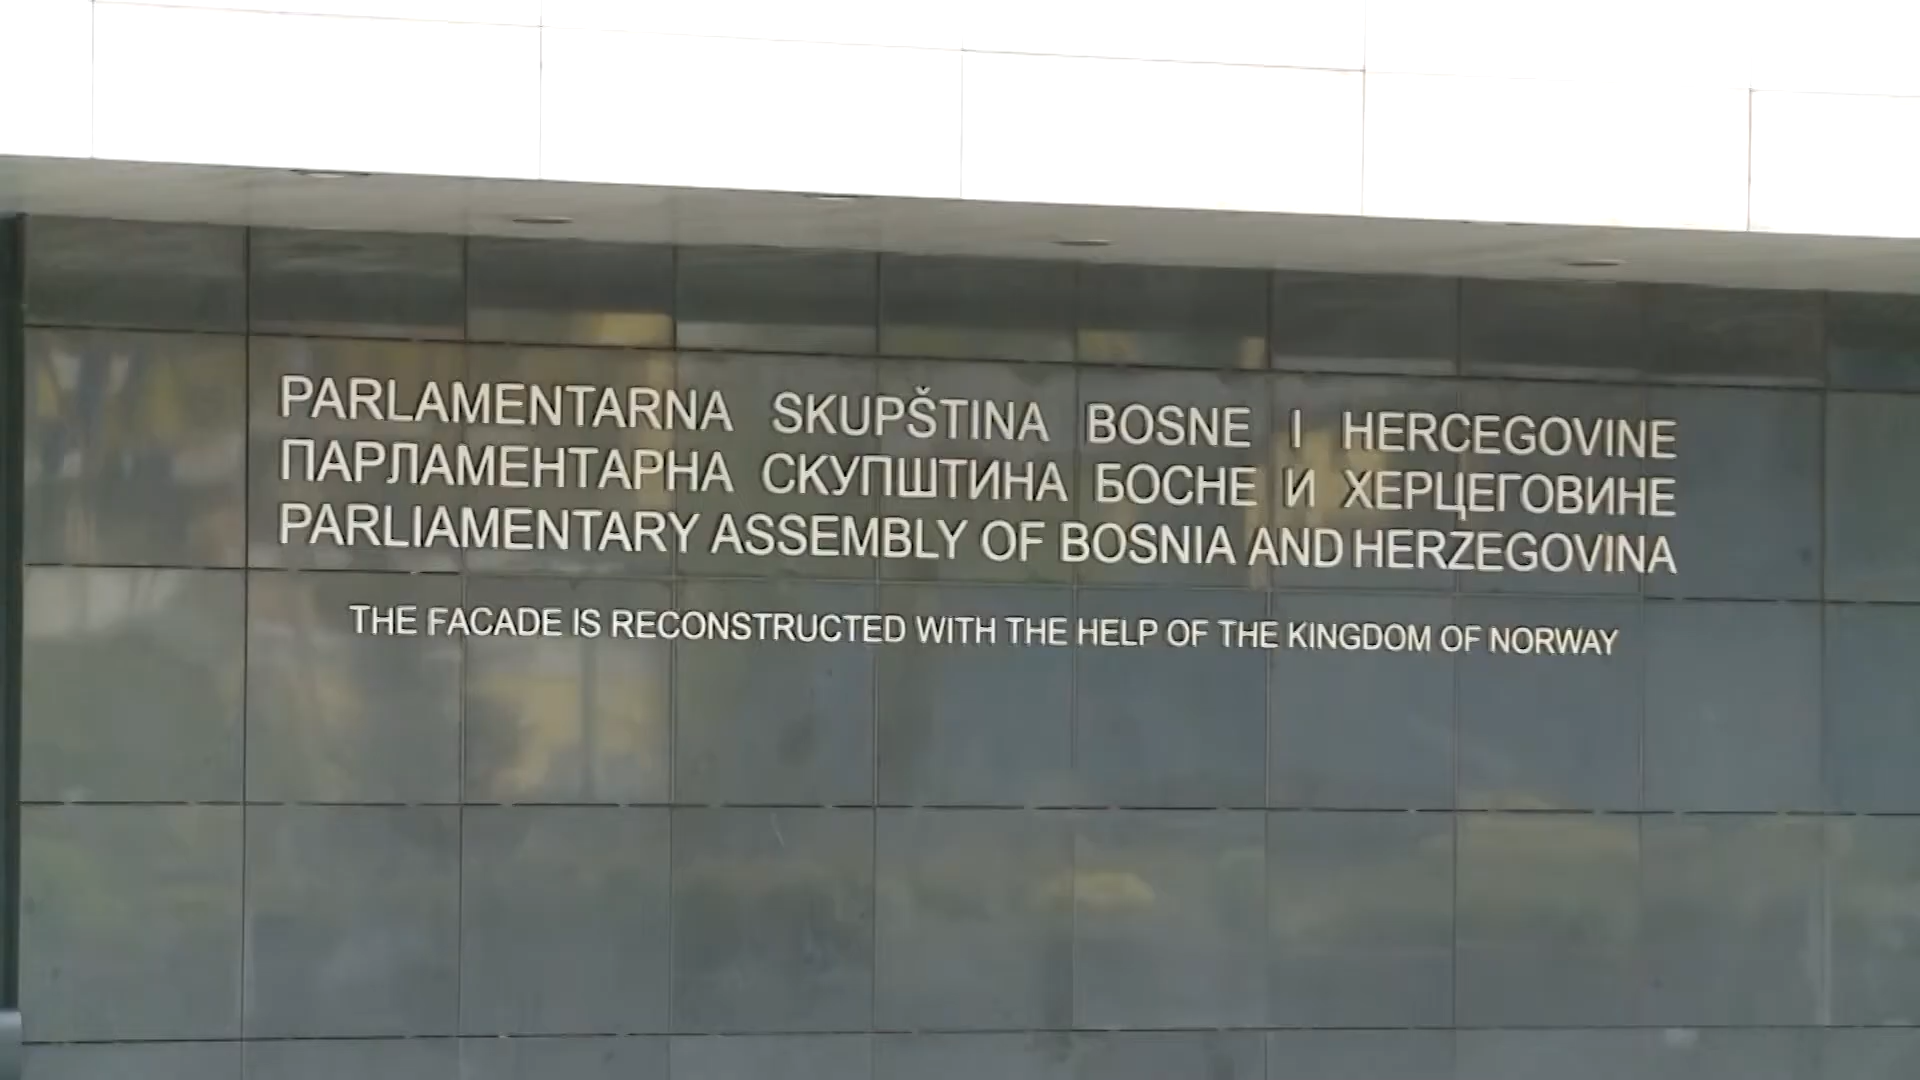 PARLAMENTARNA SKUPŠTINA BOSNE I HERCEGOVINE
ПАРЛАМЕНТАРНА СКУПШТИНА БОСНЕ И ХЕРЦЕГОВИНЕ
PARLIAMENTARY ASSEMBLY OF BOSNIA AND HERZEGOVINA
THE FACADE IS RECONSTRUCTED WITH THE HELP OF THE KINGDOM OF NORWAY